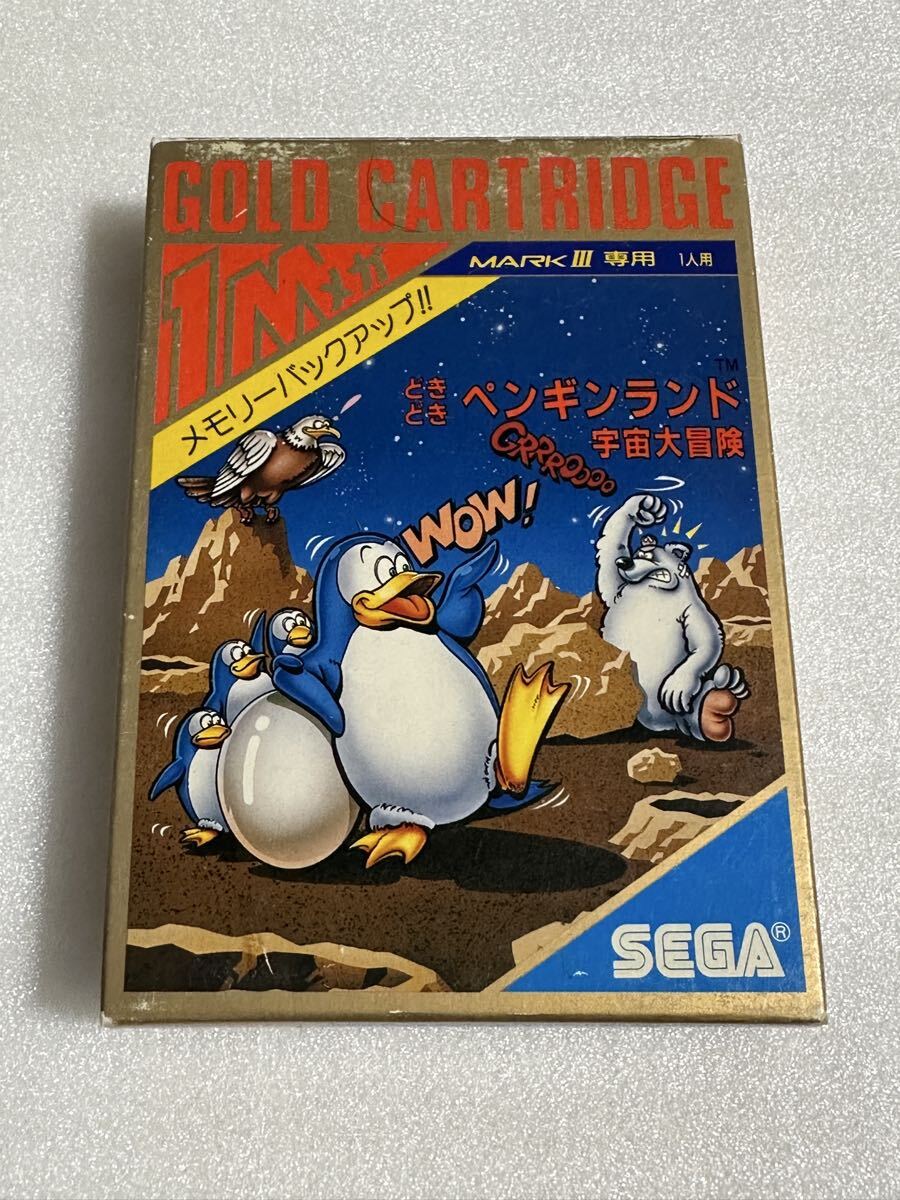 GOLD CARTRIDGE
1Mメガ
MARK III 専用 1人用
メモリーバックアップ!!
TM
どきどき ペンギンランド
宇宙大冒険
GRRROOOO
WOW!
SEGA®